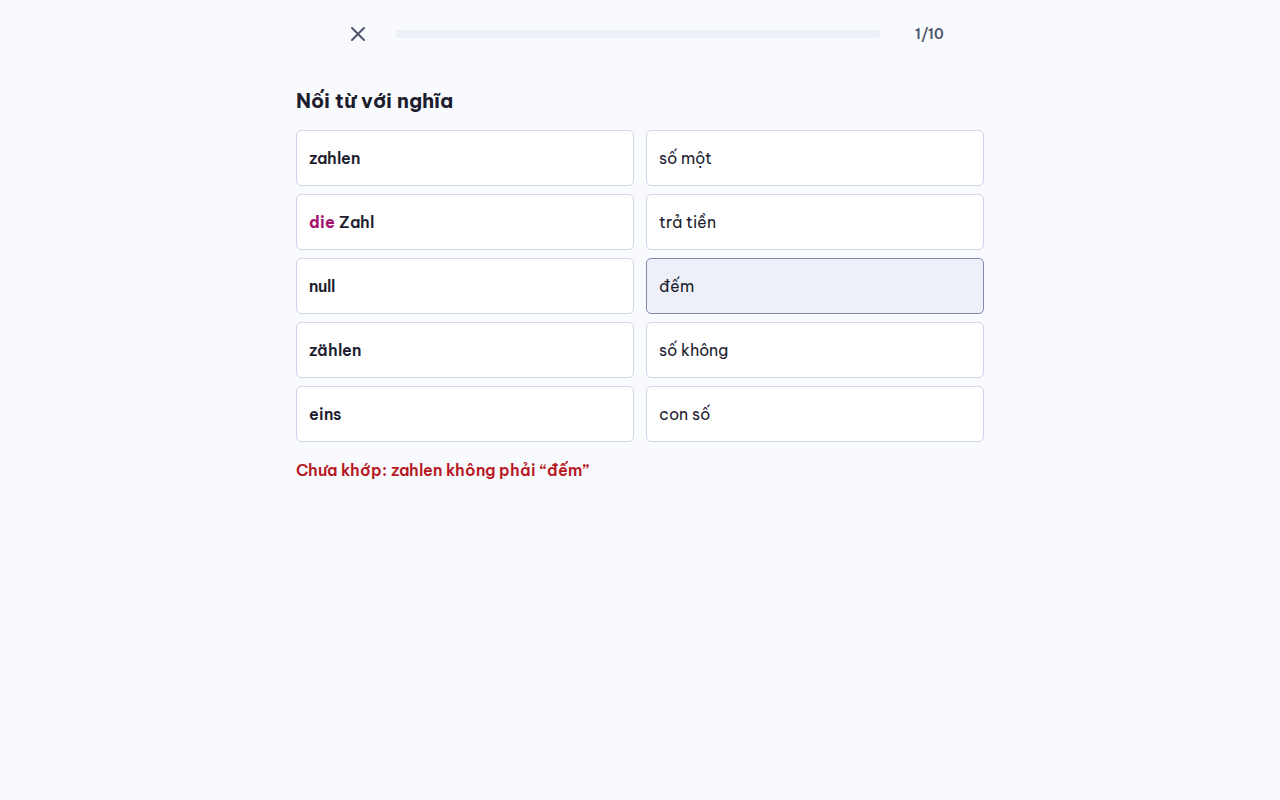 1/10
Nối từ với nghĩa
zahlen
số một
die Zahl
trả tiền
null
đếm
zählen
số không
eins
con số
Chưa khớp: zahlen không phải “đếm”